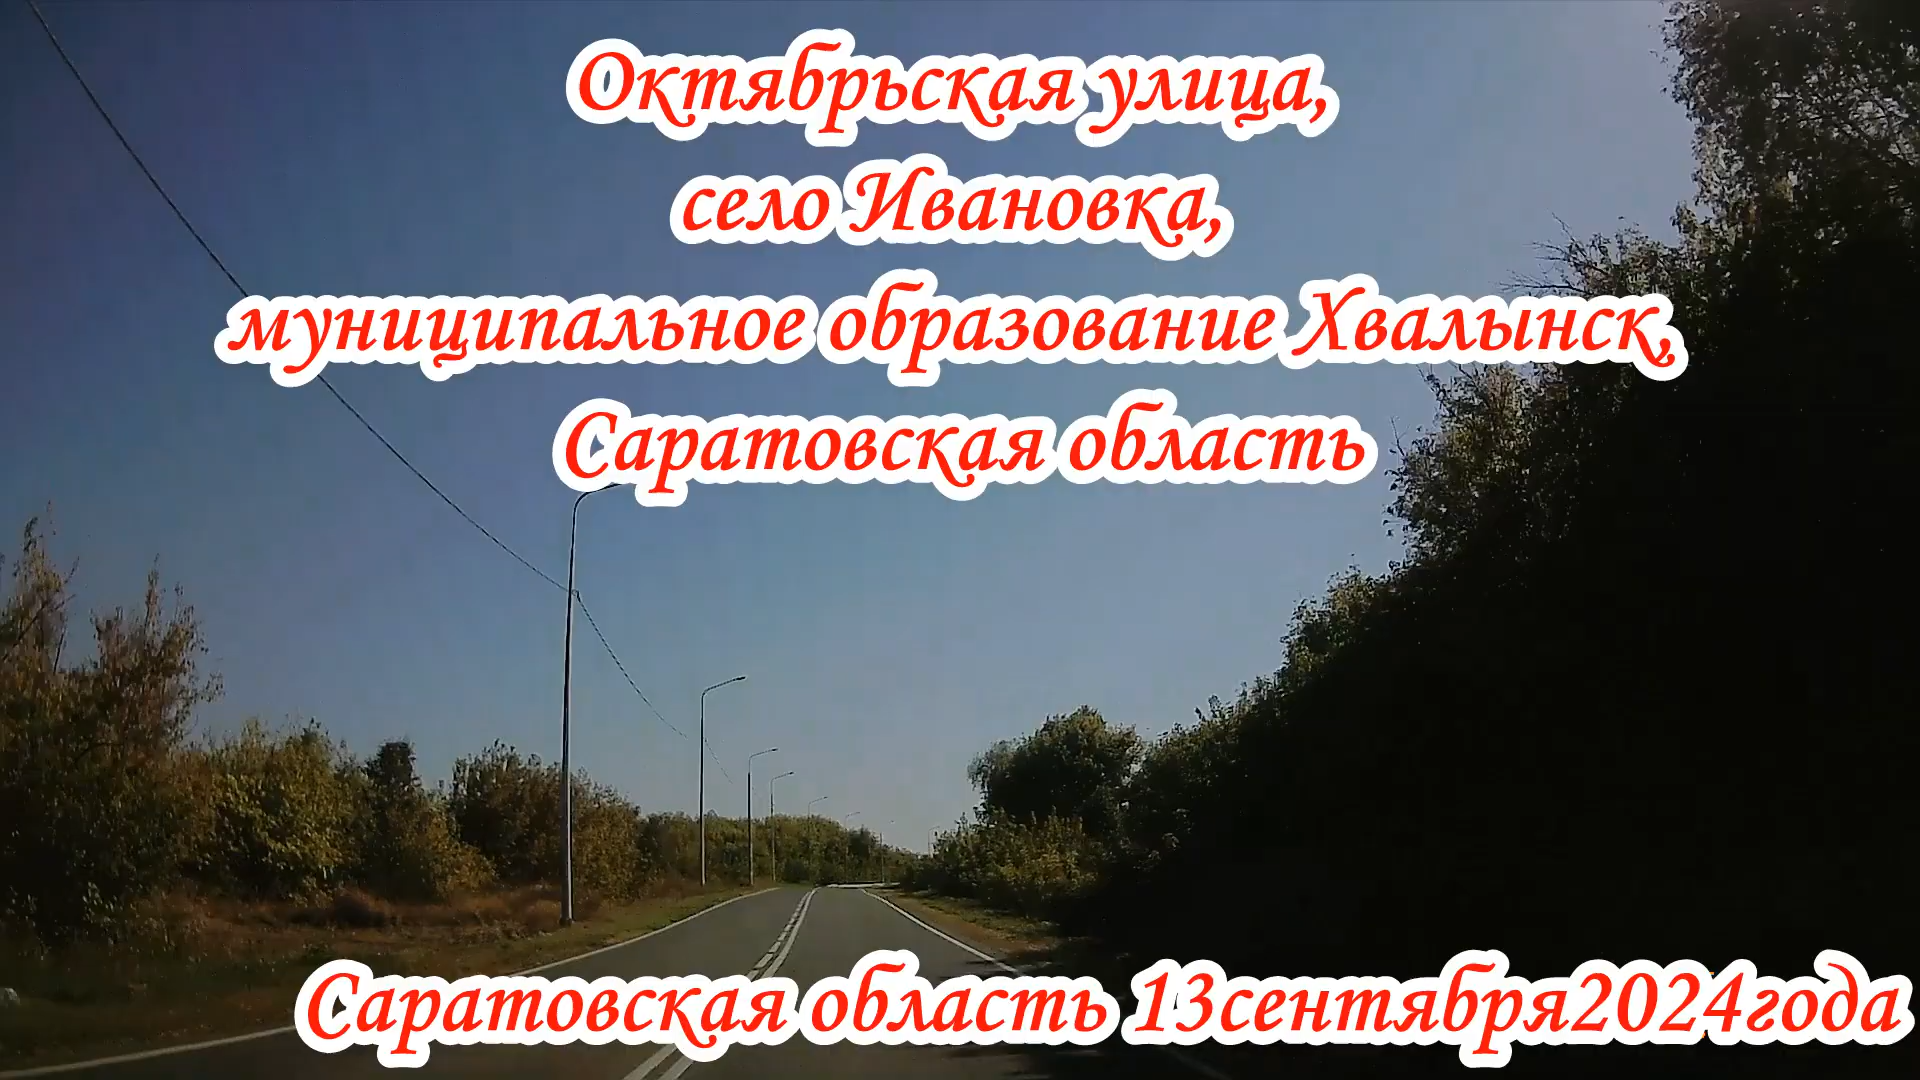 Октябрьская улица,
село Ивановка,
муниципальное образование Хвалынск,
Саратовская область
Саратовская область 13сентября2024года